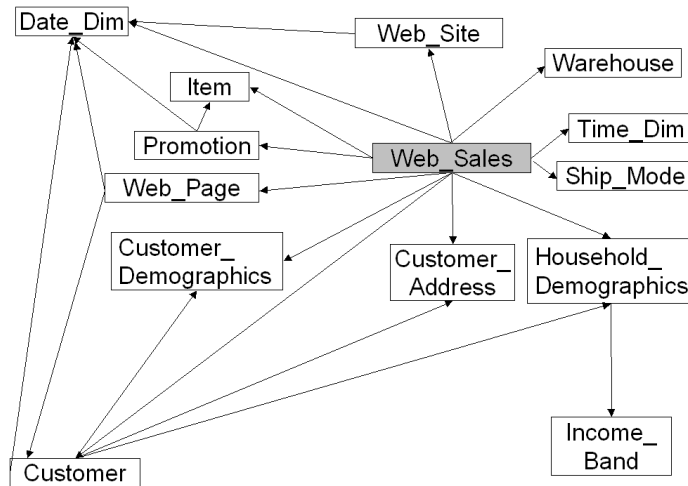 Date_Dim
Web_Site
Warehouse
Item
Time_Dim
Promotion
Web_Sales
Ship_Mode
Web_Page
Customer_
Demographics
Customer_
Address
Household_
Demographics
Income_
Band
Customer